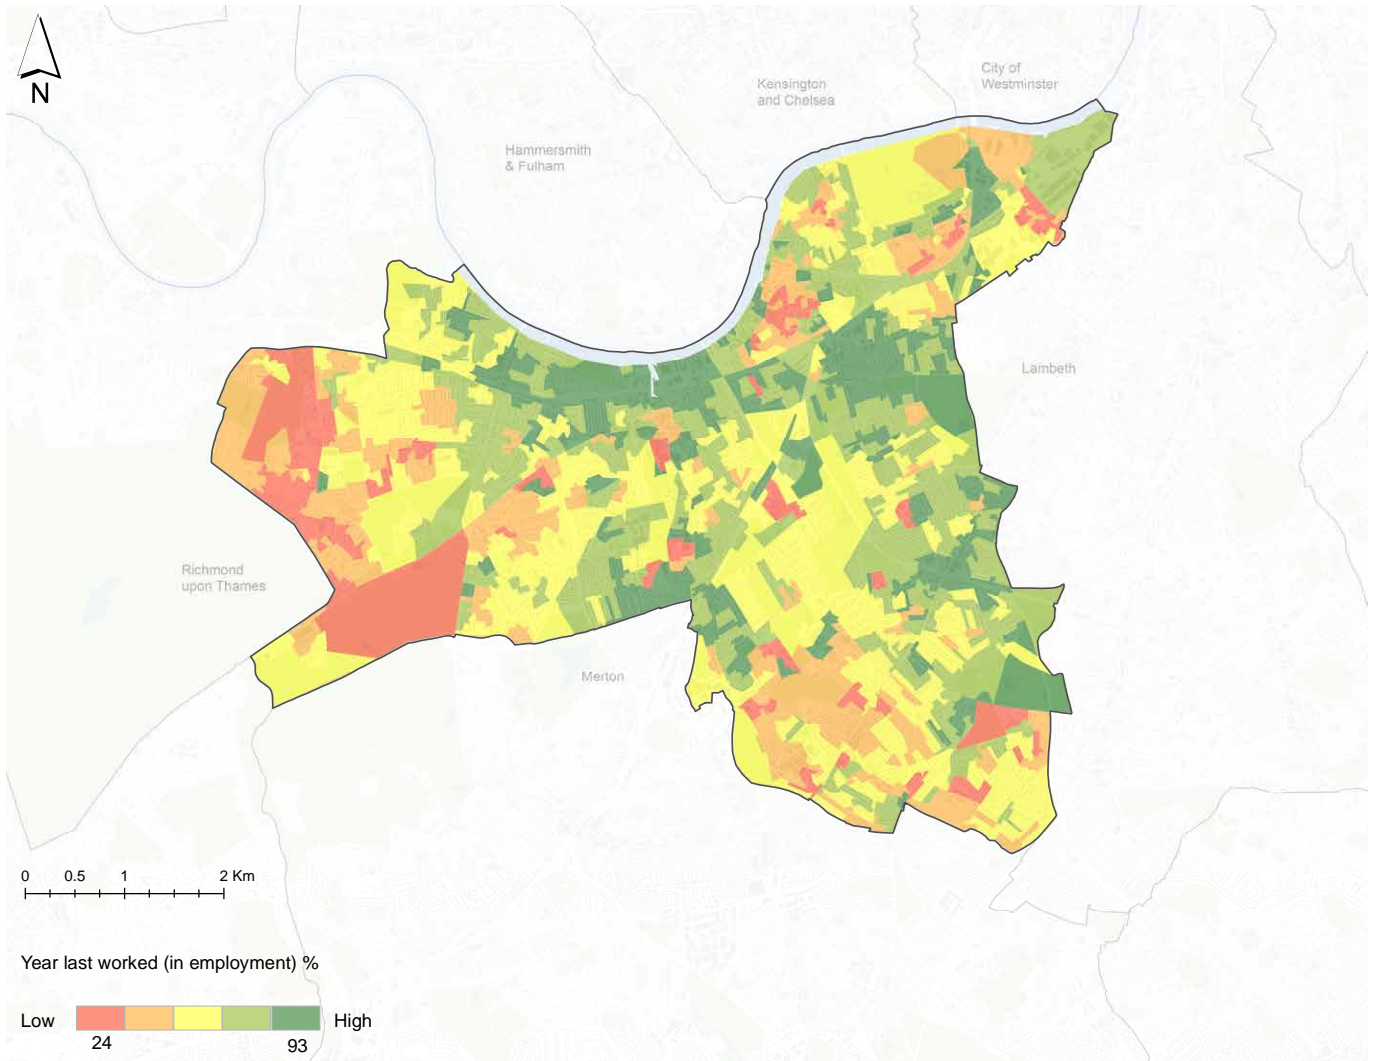 N
City of
Westminster
Kensington
and Chelsea
Hammersmith
& Fulham
Lambeth
Richmond
upon Thames
Merton
0 0.5 1 2 Km
Year last worked (in employment) %
Low High
24 93